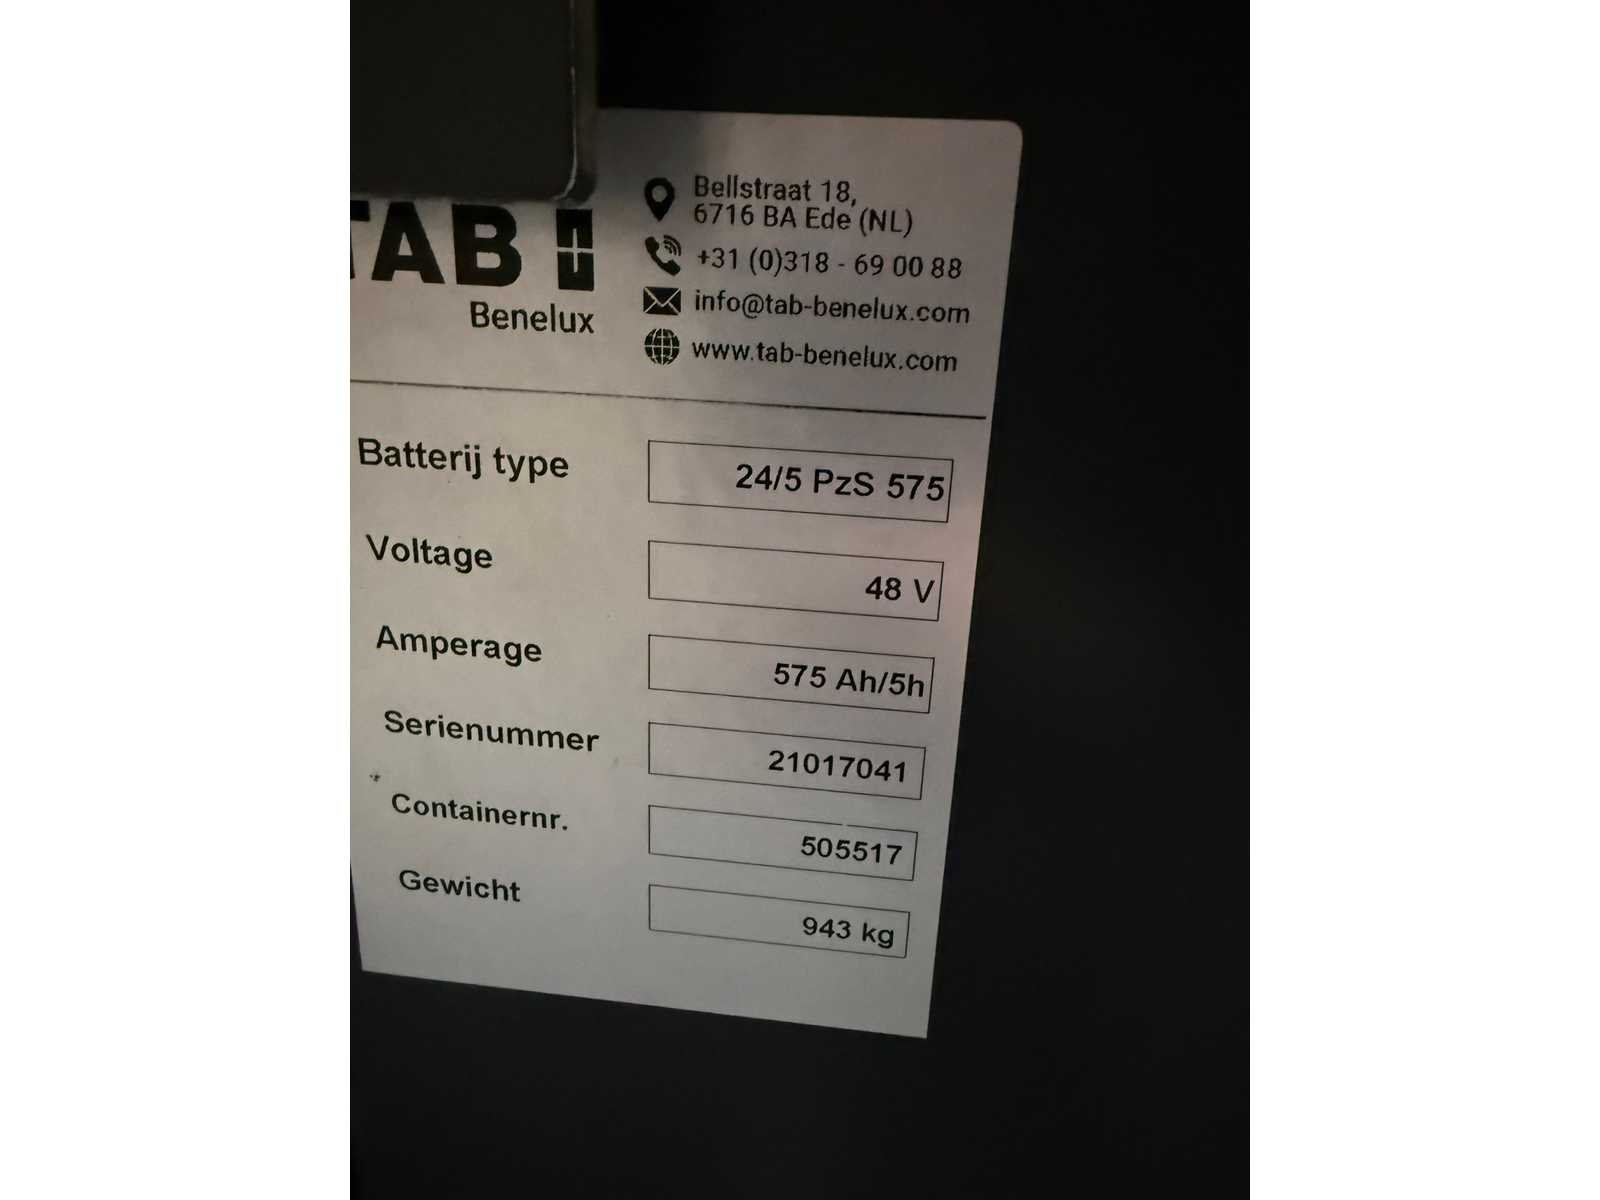 TAB
Benelux
Bellstraat 18,
6716 BA Ede (NL)
+31 (0)318 - 69 00 88
info@tab-benelux.com
www.tab-benelux.com
Batterij type 24/5 PzS 575
Voltage 48 V
Amperage 575 Ah/5h
Serienummer 21017041
Containernr. 505517
Gewicht 943 kg